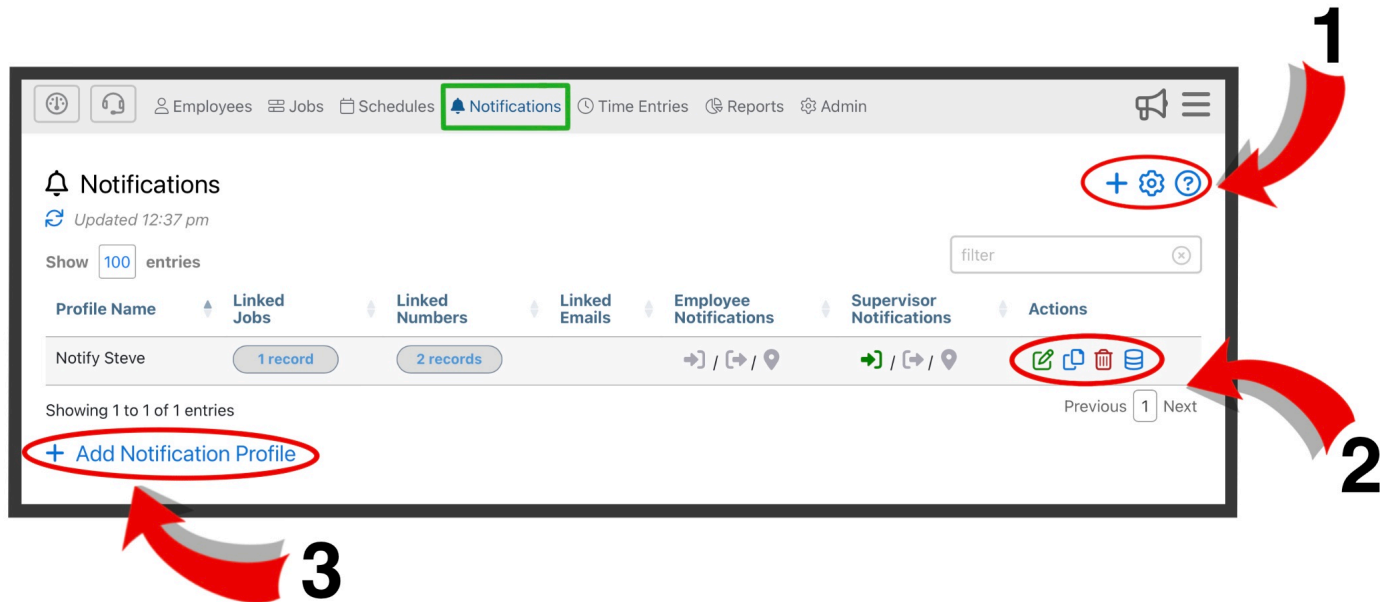 1
Employees Jobs Schedules Notifications Time Entries Reports Admin
Notifications
Updated 12:37 pm
Show 100 entries
filter
Profile Name Linked Jobs Linked Numbers Linked Emails Employee Notifications Supervisor Notifications Actions
Notify Steve 1 record 2 records / / / /
Showing 1 to 1 of 1 entries
Previous 1 Next
+ Add Notification Profile
2
3